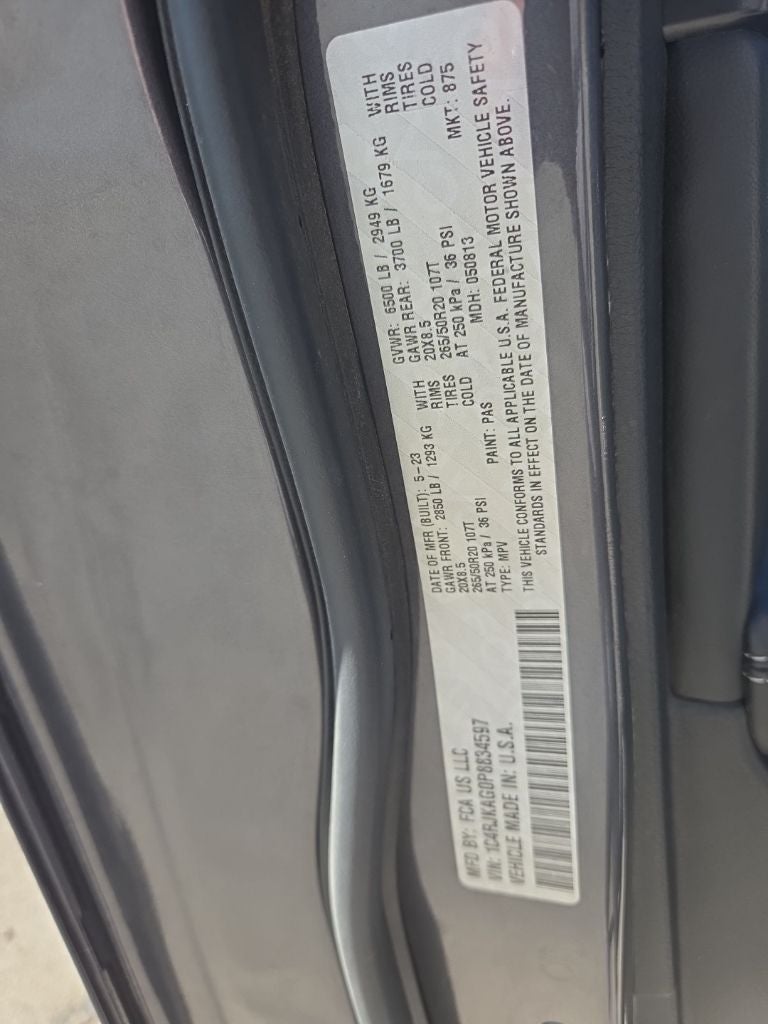 MFD BY: FCA US LLC
DATE OF MFR (BUILT): 5-23
GVWR: 6500 LB / 2949 KG
GAWR FRONT: 2850 LB / 1293 KG WITH
GAWR REAR: 3700 LB / 1679 KG WITH
20X8.5 RIMS
20X8.5 RIMS
265/50R20 107T TIRES
265/50R20 107T TIRES
AT 250 kPa / 36 PSI COLD
AT 250 kPa / 36 PSI COLD
VIN: 1C4RJKAG0P8834597
TYPE: MPV PAINT: PAS MDH: 050813 MKT: 875
VEHICLE MADE IN: U.S.A.
THIS VEHICLE CONFORMS TO ALL APPLICABLE U.S.A. FEDERAL MOTOR VEHICLE SAFETY
STANDARDS IN EFFECT ON THE DATE OF MANUFACTURE SHOWN ABOVE.